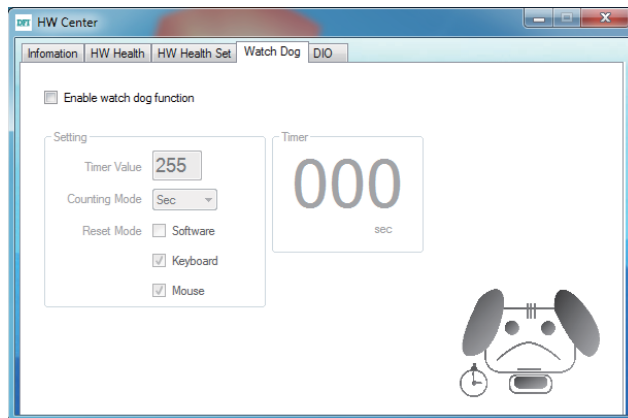 DFI HW Center
Infomation HW Health HW Health Set Watch Dog DIO
Enable watch dog function
Setting
Timer
Timer Value 255
000
Counting Mode Sec
sec
Reset Mode Software
Keyboard
Mouse